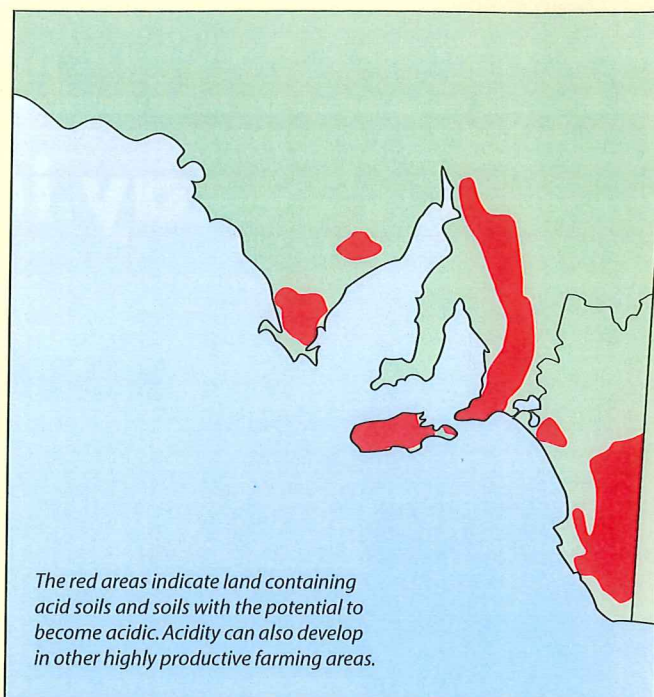 The red areas indicate land containing
acid soils and soils with the potential to
become acidic. Acidity can also develop
in other highly productive farming areas.